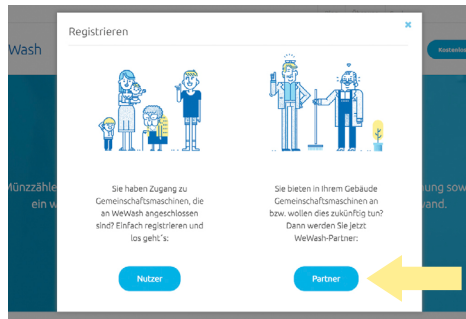 Registrieren
×
Wash
Kostenlos
Münzzähle
ein w
ung sow
vand.
Sie haben Zugang zu
Gemeinschaftsmaschinen, die
an WeWash angeschlossen
sind? Einfach registrieren und
los geht´s:
Sie bieten in Ihrem Gebäude
Gemeinschaftsmaschinen an
bzw. wollen dies zukünftig tun?
Dann werden Sie jetzt
WeWash-Partner:
Nutzer
Partner